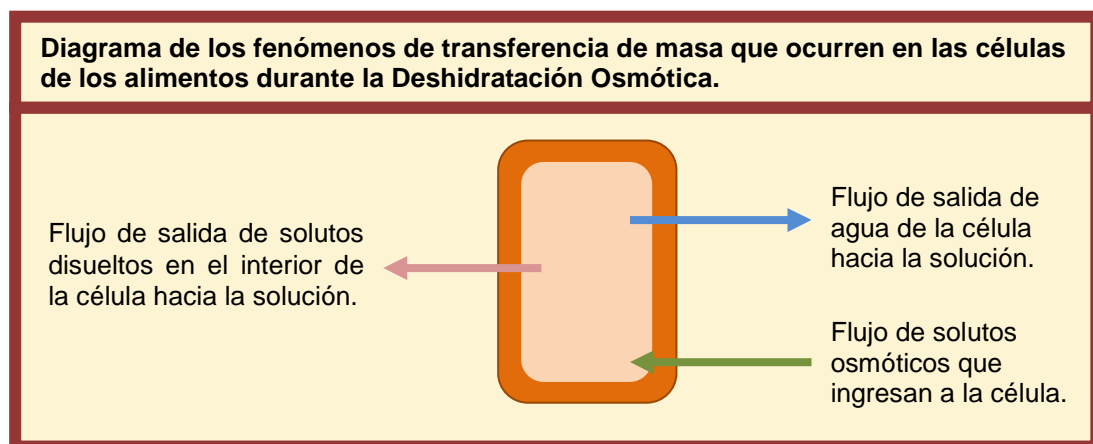 Diagrama de los fenómenos de transferencia de masa que ocurren en las células
de los alimentos durante la Deshidratación Osmótica.
Flujo de salida de solutos
disueltos en el interior de
la célula hacia la solución.
Flujo de salida de
agua de la célula
hacia la solución.
Flujo de solutos
osmóticos que
ingresan a la célula.